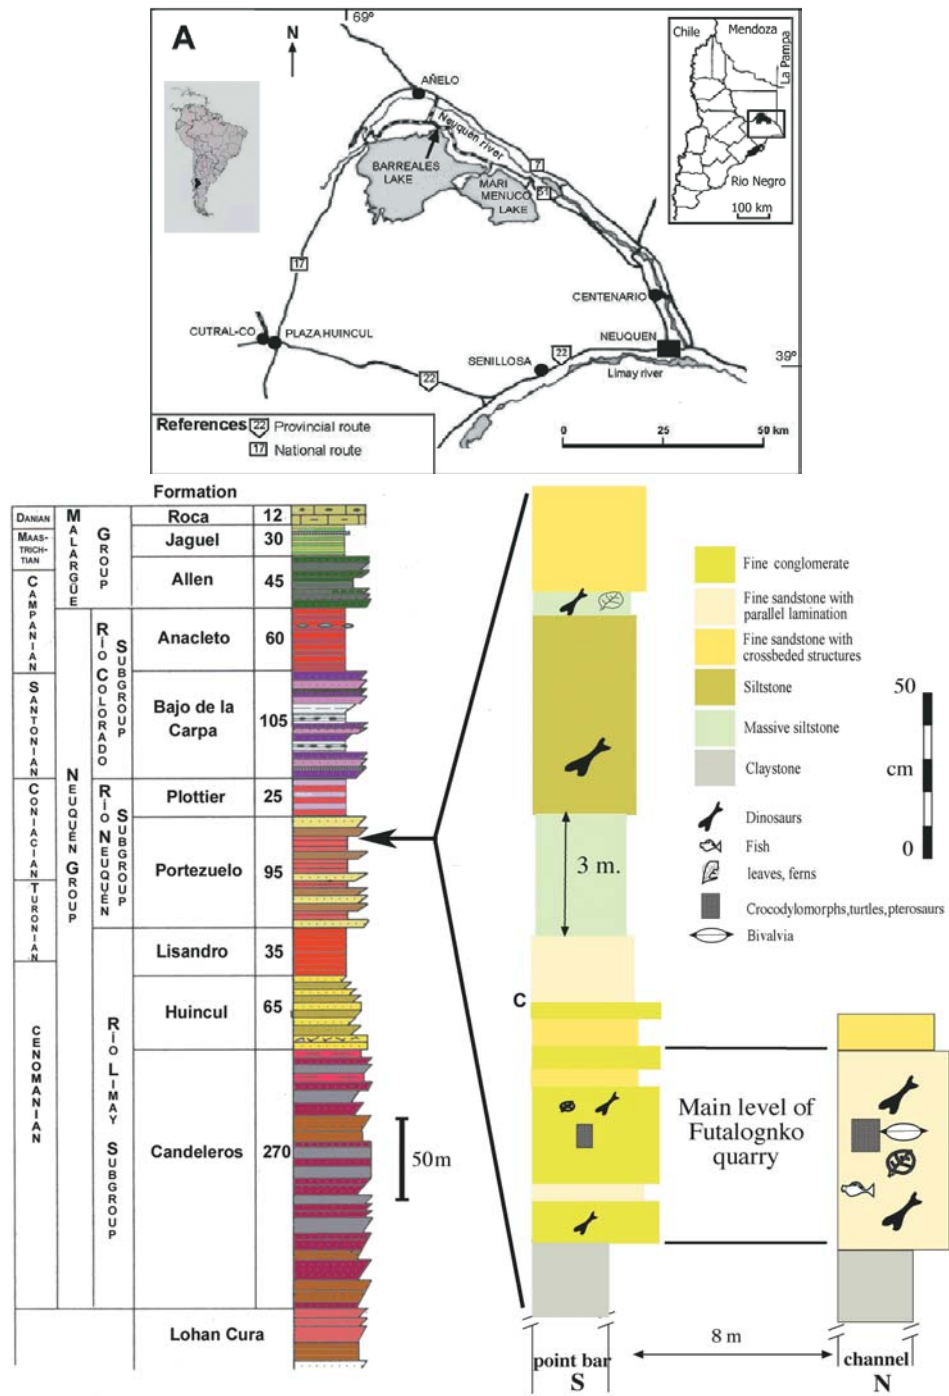 A
69º
N
AÑELO
Neuquén river
BARREALES
LAKE
MARI
MENUCO
LAKE
7
51
17
CENTENARIO
CUTRAL-CO
PLAZA HUINCUL
NEUQUEN
SENILLOSA
22
39º
Limay river
22
References
22 Provincial route
17 National route
0 25 50 km
Chile
Mendoza
La Pampa
Rio Negro
100 km
Formation
DANIAN
MAAS-
TRICH-
TIAN
CAMPANIAN
SANTONIAN
CONIACIAN
TURONIAN
CENOMANIAN
MALARGÜE
GROUP
NEUQUÉN GROUP
RÍO COLORADO
SUBGROUP
RÍO NEUQUÉN
SUBGROUP
RÍO LIMAY SUBGROUP
Roca 12
Jaguel 30
Allen 45
Anacleto 60
Bajo de la
Carpa 105
Plottier 25
Portezuelo 95
Lisandro 35
Huincul 65
Candeleros 270
Lohan Cura
50 m
3 m.
C
Fine conglomerate
Fine sandstone with
parallel lamination
Fine sandstone with
crossbeded structures
Siltstone
Massive siltstone
Claystone
Dinosaurs
Fish
leaves, ferns
Crocodylomorphs,turtles, pterosaurs
Bivalvia
50
cm
0
Main level of
Futalognko
quarry
8 m
point bar
S
channel
N